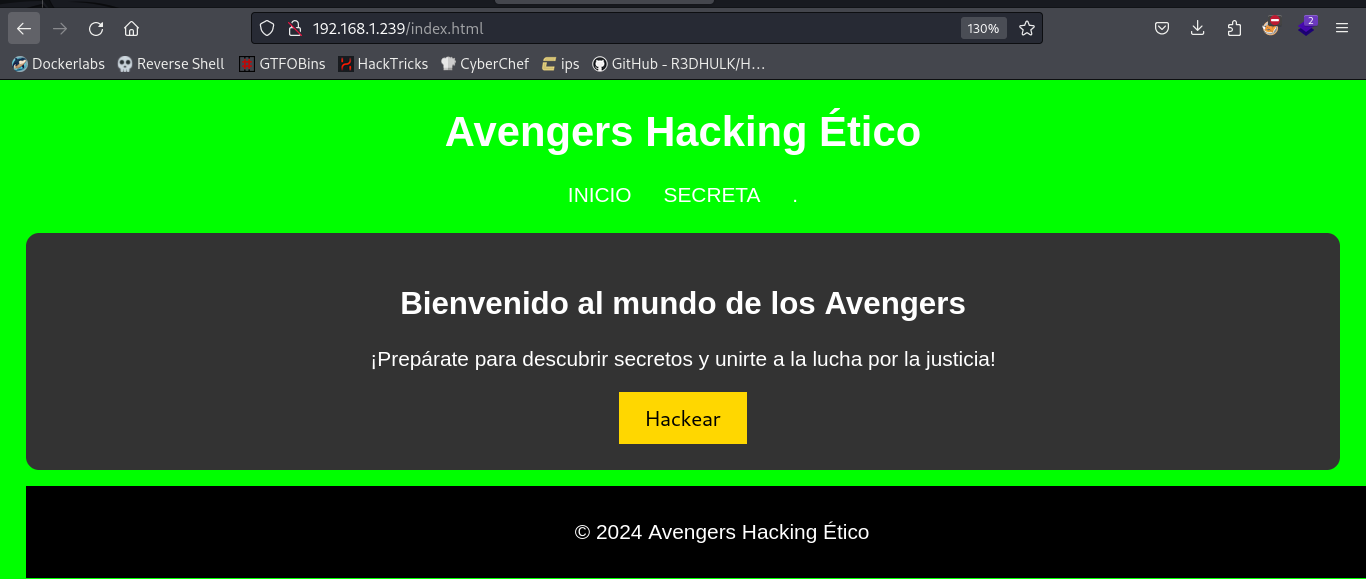 192.168.1.239/index.html 130% 2
Dockerlabs Reverse Shell GTFOBins HackTricks CyberChef ips GitHub - R3DHULK/H…
Avengers Hacking Ético
INICIO SECRETA .
Bienvenido al mundo de los Avengers
¡Prepárate para descubrir secretos y unirte a la lucha por la justicia!
Hackear
© 2024 Avengers Hacking Ético